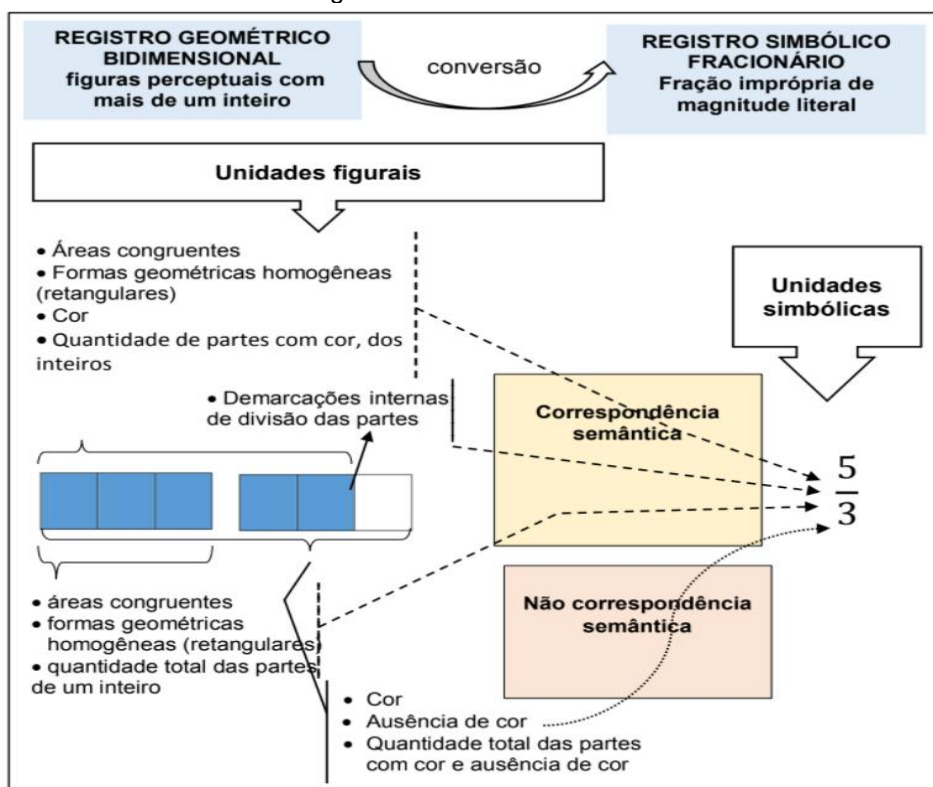 REGISTRO GEOMÉTRICO
BIDIMENSIONAL
figuras perceptuais com
mais de um inteiro
conversão
REGISTRO SIMBÓLICO
FRACIONÁRIO
Fração imprópria de
magnitude literal
Unidades figurais
• Áreas congruentes
• Formas geométricas homogêneas
(retangulares)
• Cor
• Quantidade de partes com cor, dos
inteiros
Unidades
simbólicas
• Demarcações internas
de divisão das partes
Correspondência
semântica
5
3
• áreas congruentes
• formas geométricas
homogêneas (retangulares)
• quantidade total das partes
de um inteiro
Não correspondência
semântica
• Cor
• Ausência de cor
• Quantidade total das partes
com cor e ausência de cor